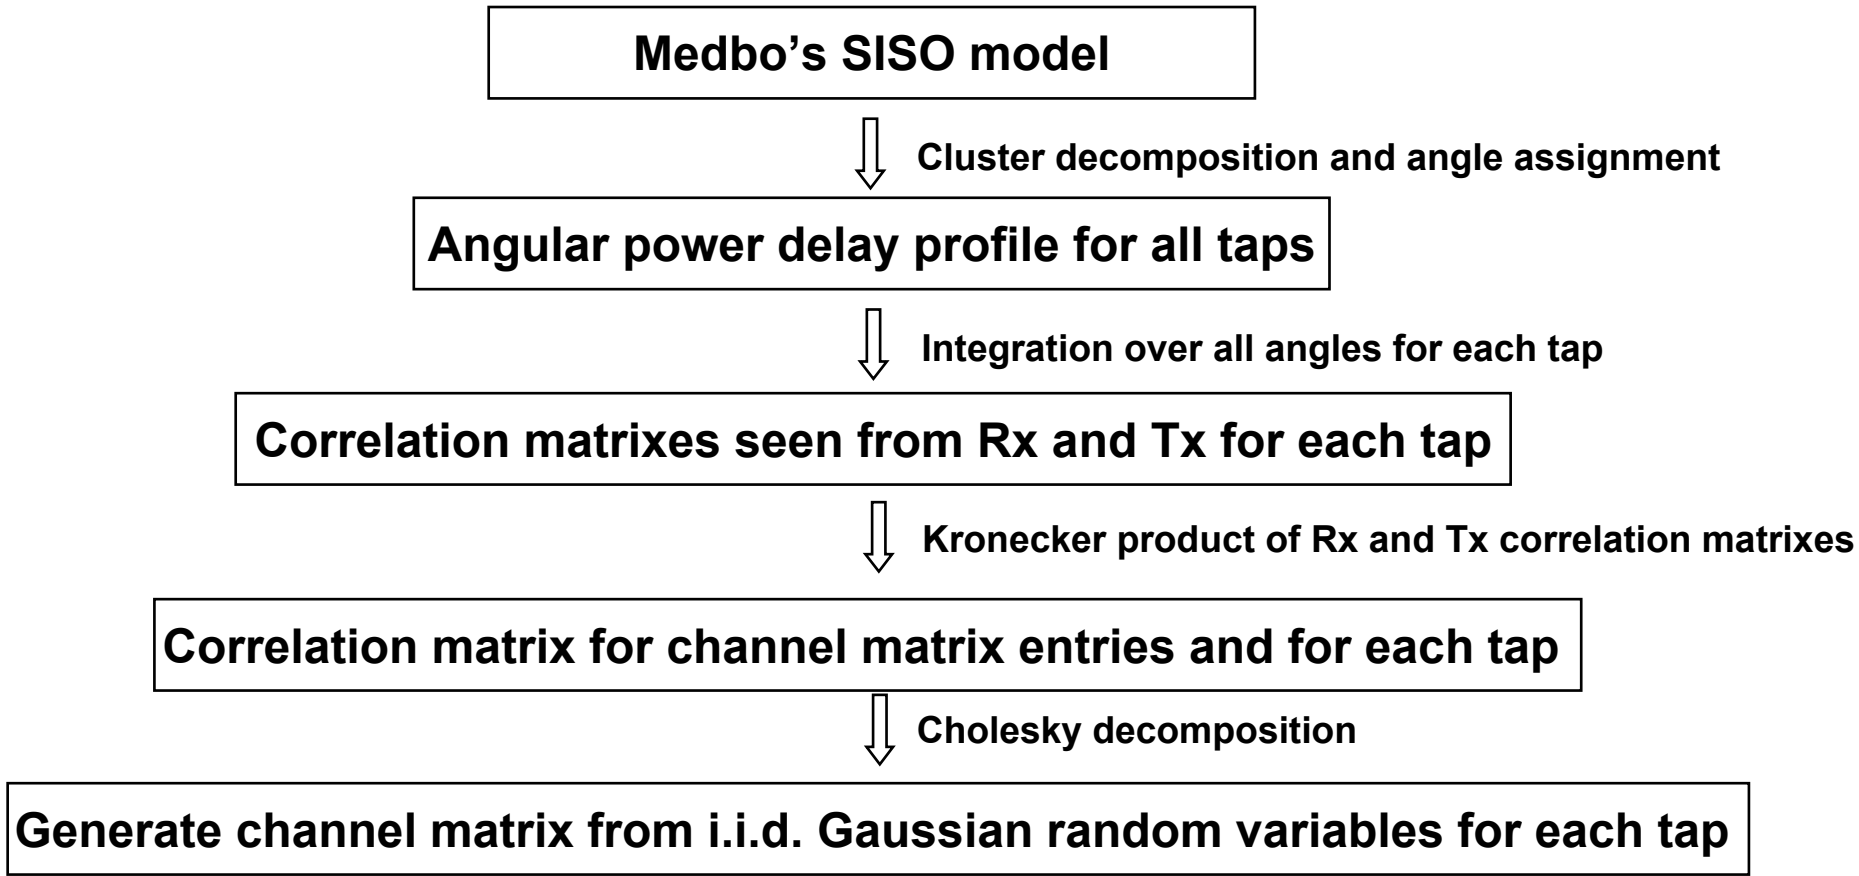 Medbo’s SISO model
Cluster decomposition and angle assignment
Angular power delay profile for all taps
Integration over all angles for each tap
Correlation matrixes seen from Rx and Tx for each tap
Kronecker product of Rx and Tx correlation matrixes
Correlation matrix for channel matrix entries and for each tap
Cholesky decomposition
Generate channel matrix from i.i.d. Gaussian random variables for each tap